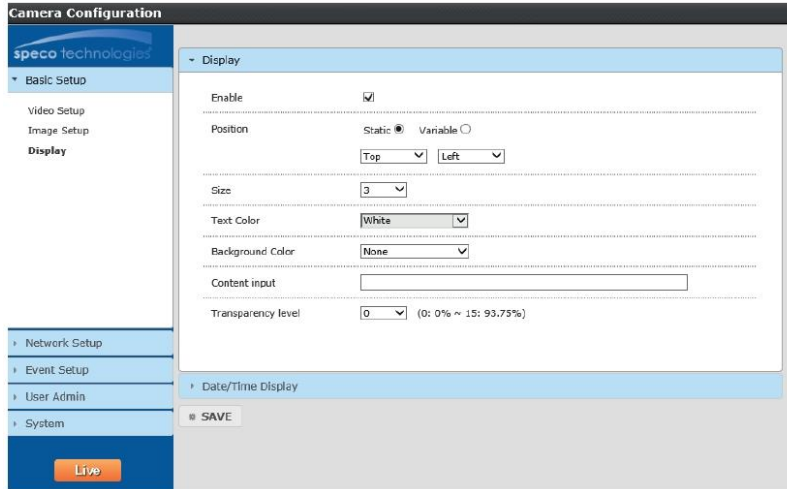 Camera Configuration
speco technologies
Basic Setup
Video Setup
Image Setup
Display
Network Setup
Event Setup
User Admin
System
Live
Display
Enable
Position Static Variable
Top Left
Size 3
Text Color White
Background Color None
Content input
Transparency level 0 (0: 0% ~ 15: 93.75%)
Date/Time Display
SAVE